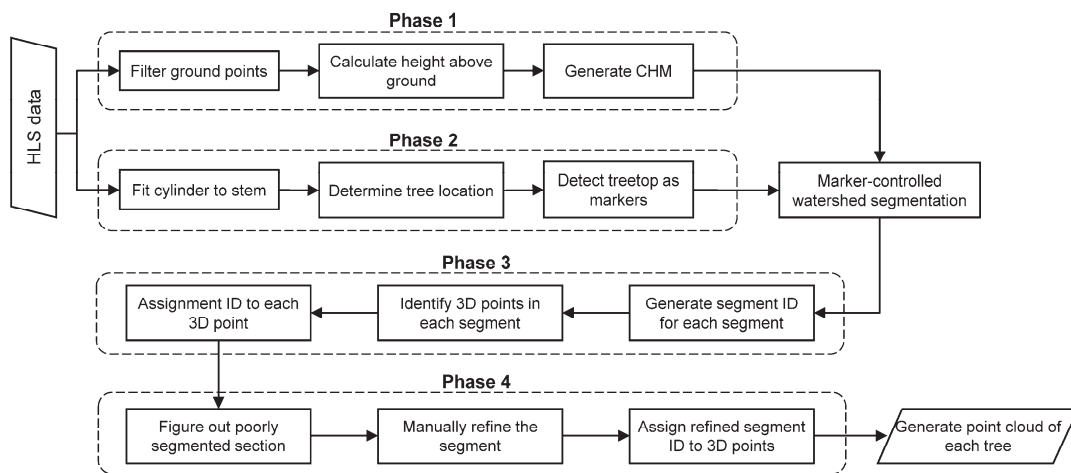 Phase 1
HLS data
Filter ground points
Calculate height above
ground
Generate CHM
Phase 2
Fit cylinder to stem
Determine tree location
Detect treetop as
markers
Marker-controlled
watershed segmentation
Phase 3
Assignment ID to each
3D point
Identify 3D points in
each segment
Generate segment ID
for each segment
Phase 4
Figure out poorly
segmented section
Manually refine the
segment
Assign refined segment
ID to 3D points
Generate point cloud of
each tree